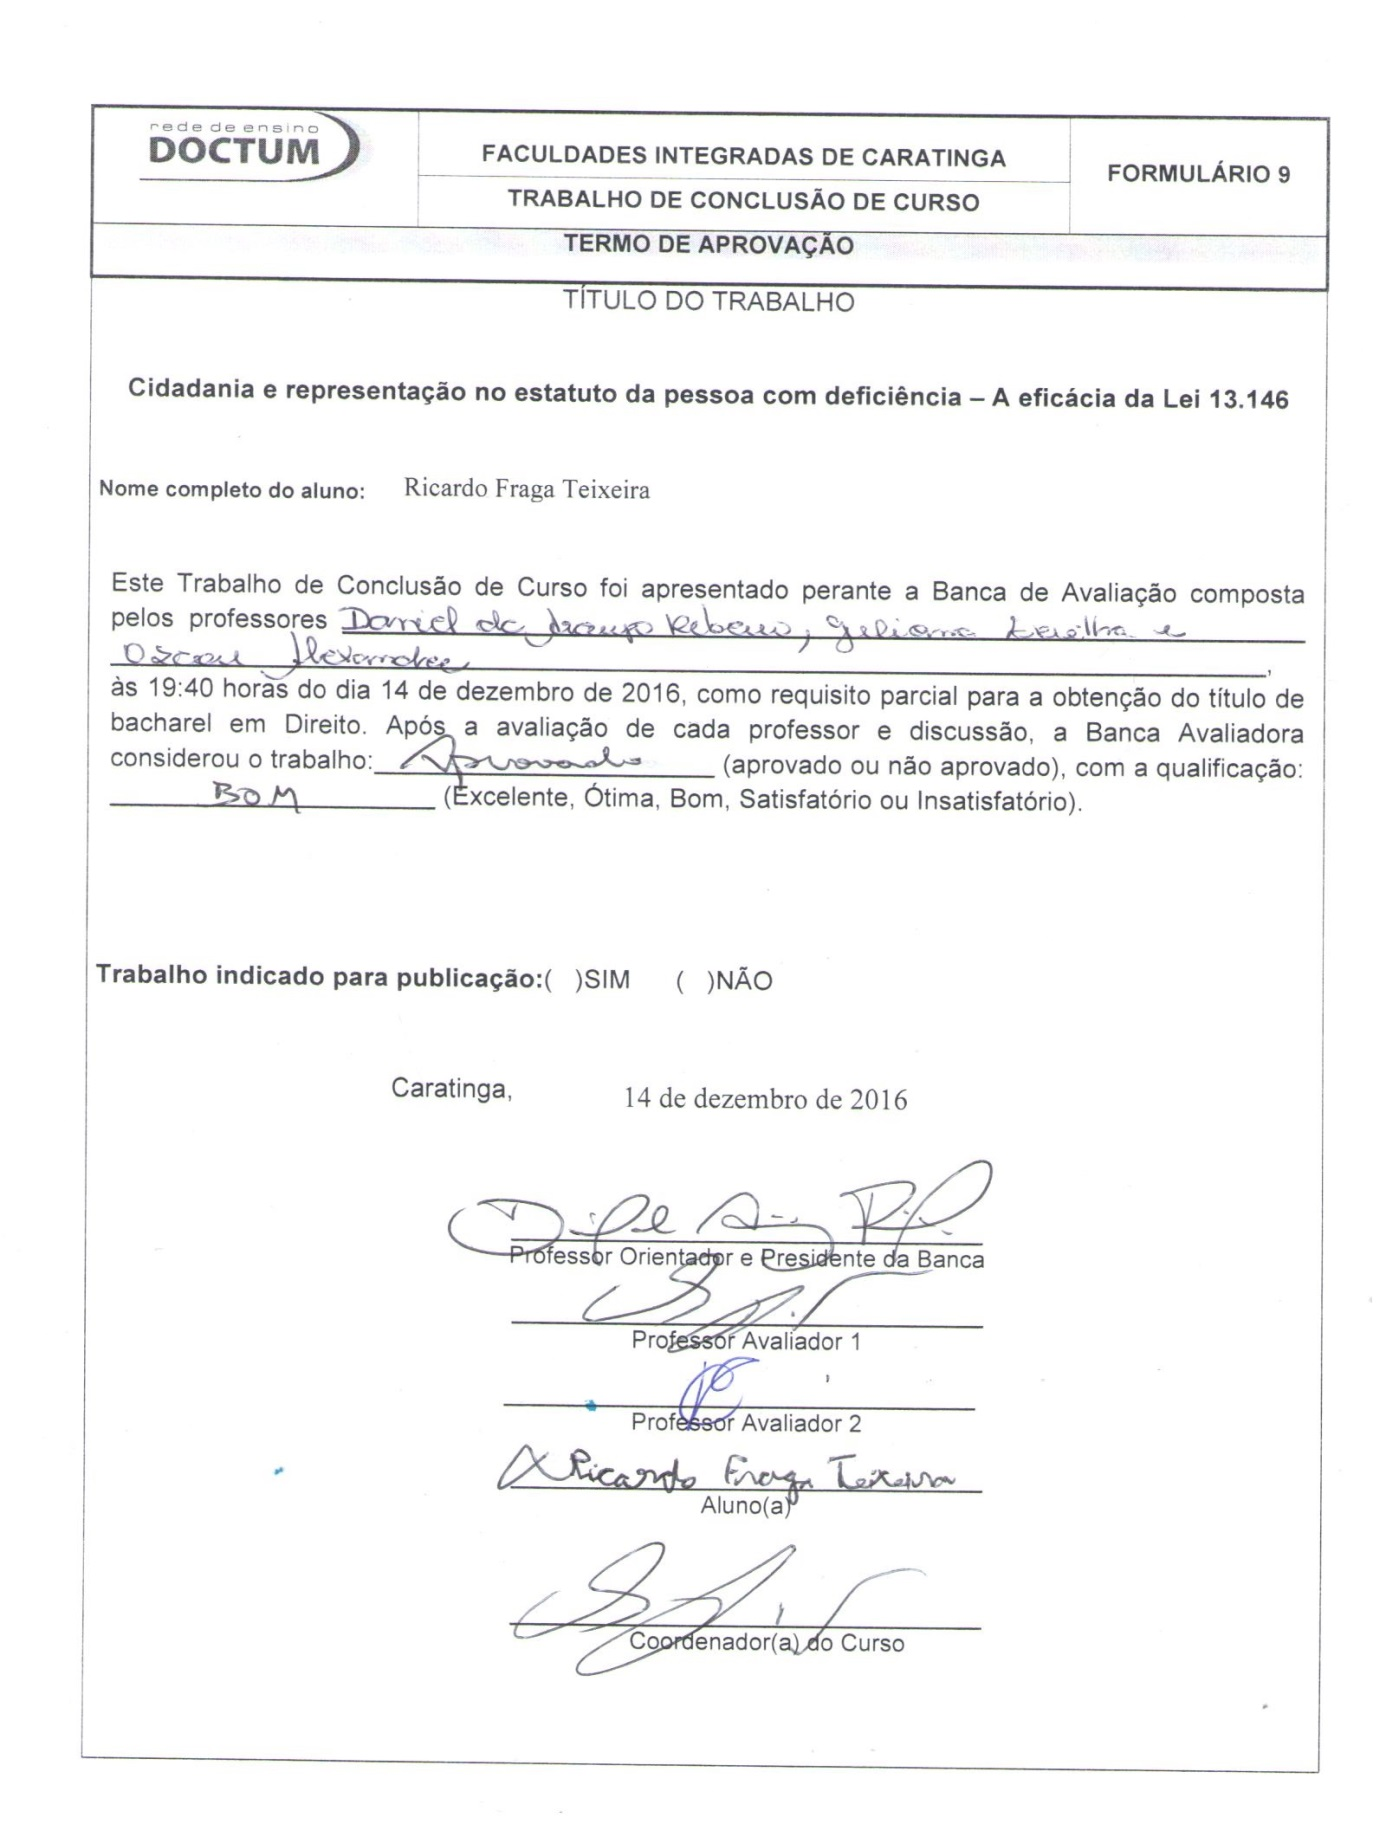 rede de ensino
DOCTUM
FACULDADES INTEGRADAS DE CARATINGA
FORMULÁRIO 9
TRABALHO DE CONCLUSÃO DE CURSO
TERMO DE APROVAÇÃO
TÍTULO DO TRABALHO
Cidadania e representação no estatuto da pessoa com deficiência – A eficácia da Lei 13.146
Nome completo do aluno: Ricardo Fraga Teixeira
Este Trabalho de Conclusão de Curso foi apresentado perante a Banca de Avaliação composta
pelos professores Daniel de e
Oscar Alexandre,
às 19:40 horas do dia 14 de dezembro de 2016, como requisito parcial para a obtenção do título de
bacharel em Direito. Após a avaliação de cada professor e discussão, a Banca Avaliadora
considerou o trabalho: Aprovado (aprovado ou não aprovado), com a qualificação:
BOM (Excelente, Ótima, Bom, Satisfatório ou Insatisfatório).
Trabalho indicado para publicação:( )SIM ( )NÃO
Caratinga, 14 de dezembro de 2016
Professor Orientador e Presidente da Banca
Professor Avaliador 1
Professor Avaliador 2
Ricardo Fraga Teixeira
Aluno(a)
Coordenador(a) do Curso